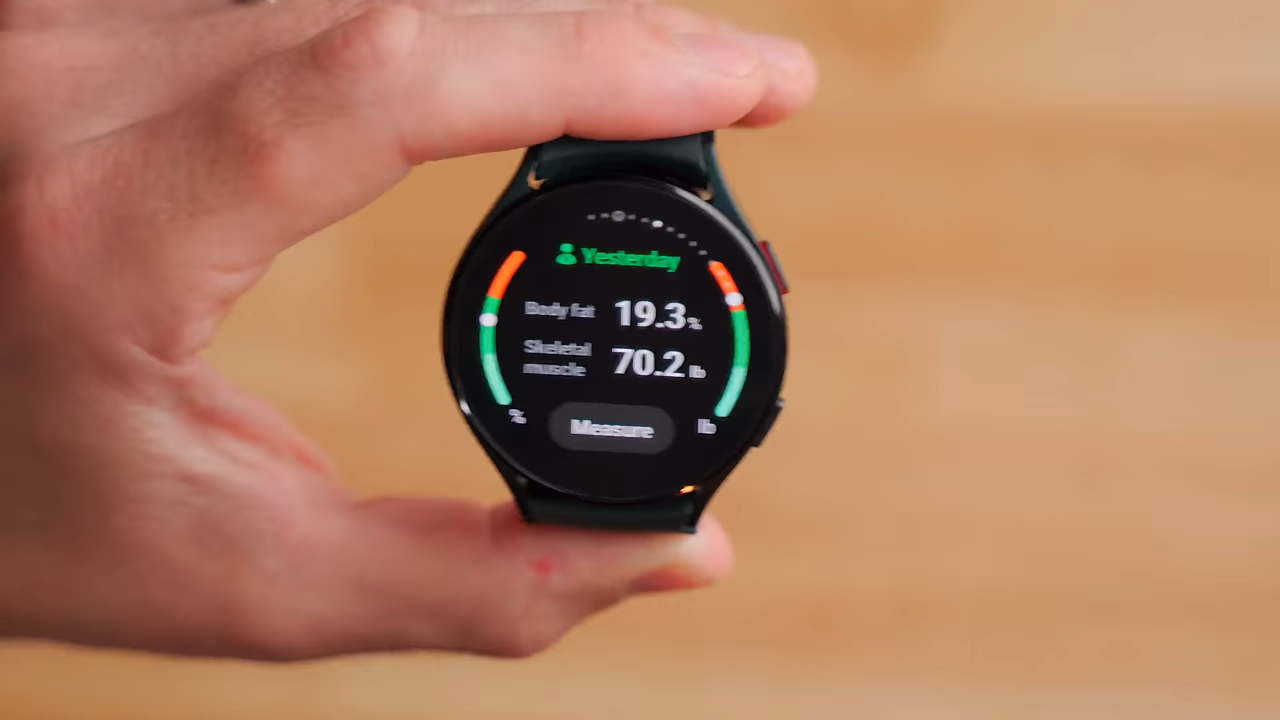 Yesterday
Body fat 19.3%
Skeletal
muscle 70.2 lb
Measure
% lb